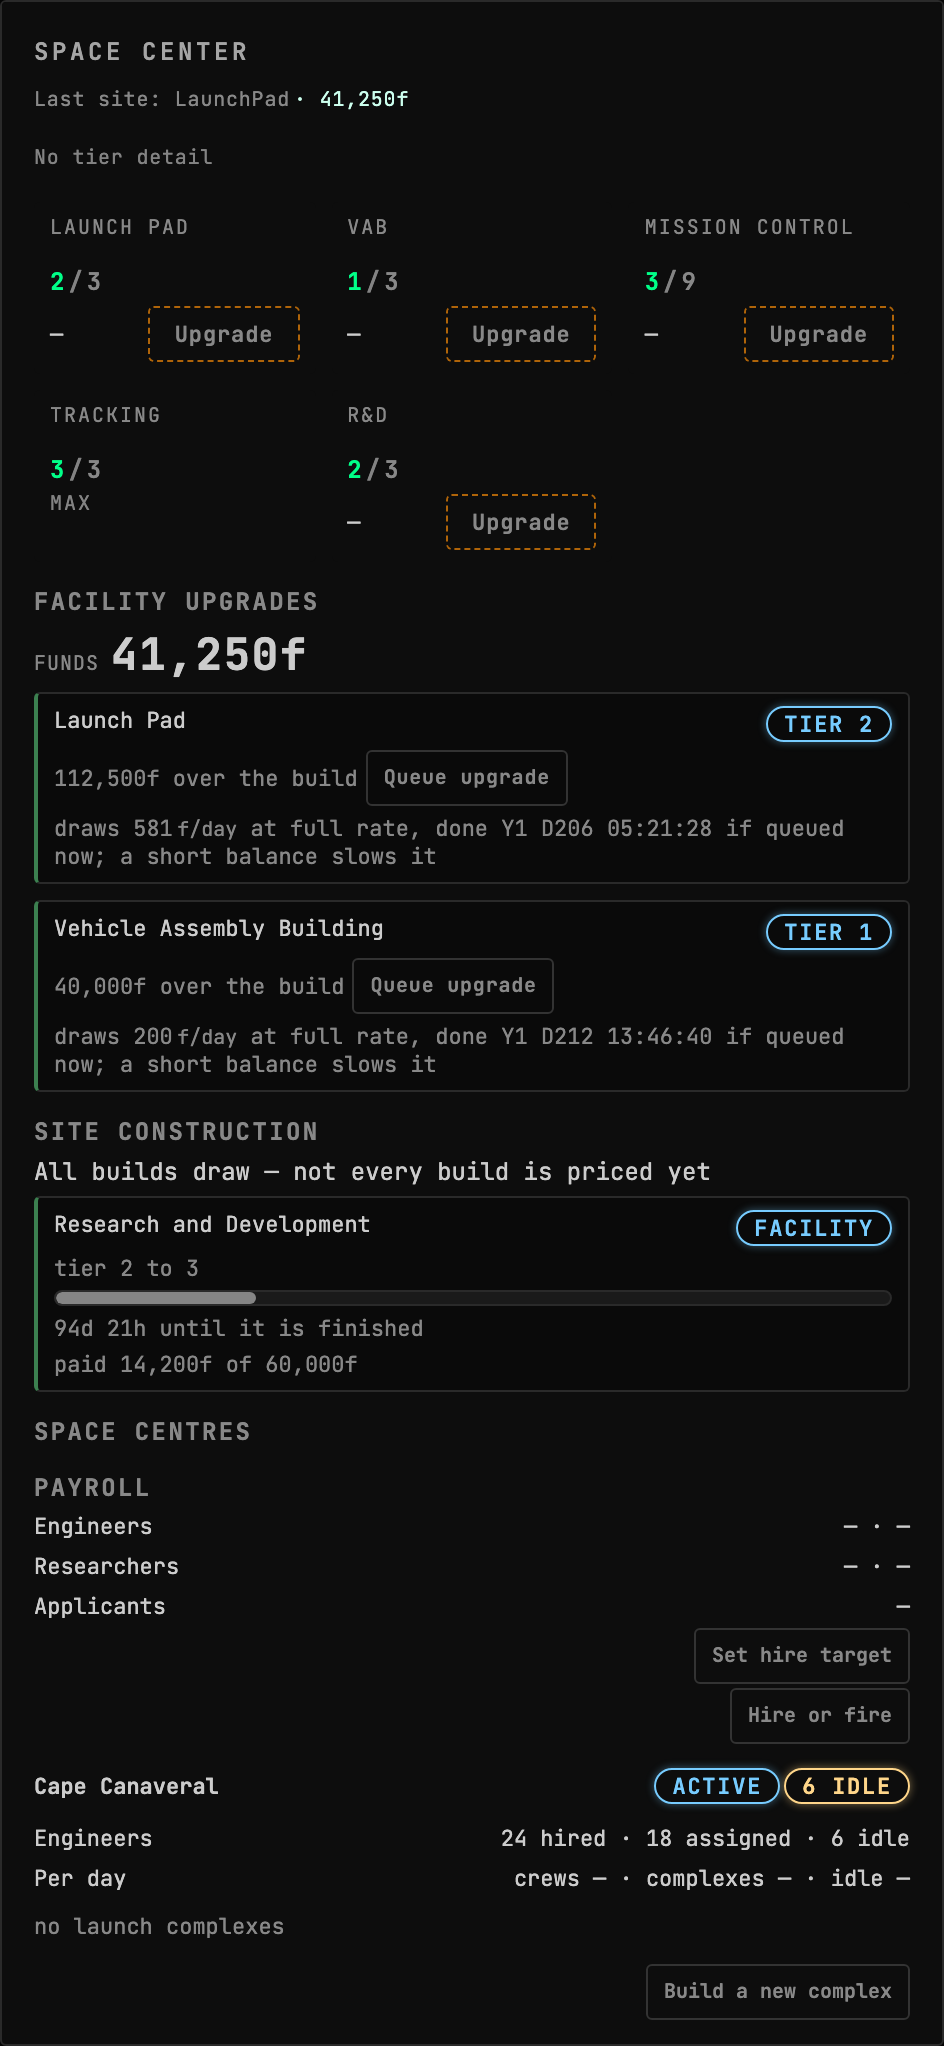 SPACE CENTER
Last site: LaunchPad · 41,250f
No tier detail
LAUNCH PAD
2/3
— Upgrade
VAB
1/3
— Upgrade
MISSION CONTROL
3/9
— Upgrade
TRACKING
3/3
MAX
R&D
2/3
— Upgrade
FACILITY UPGRADES
FUNDS 41,250f
Launch Pad TIER 2
112,500f over the build Queue upgrade
draws 581 f/day at full rate, done Y1 D206 05:21:28 if queued
now; a short balance slows it
Vehicle Assembly Building TIER 1
40,000f over the build Queue upgrade
draws 200 f/day at full rate, done Y1 D212 13:46:40 if queued
now; a short balance slows it
SITE CONSTRUCTION
All builds draw — not every build is priced yet
Research and Development FACILITY
tier 2 to 3
94d 21h until it is finished
paid 14,200f of 60,000f
SPACE CENTRES
PAYROLL
Engineers — · —
Researchers — · —
Applicants —
Set hire target
Hire or fire
Cape Canaveral ACTIVE 6 IDLE
Engineers 24 hired · 18 assigned · 6 idle
Per day crews — · complexes — · idle —
no launch complexes
Build a new complex